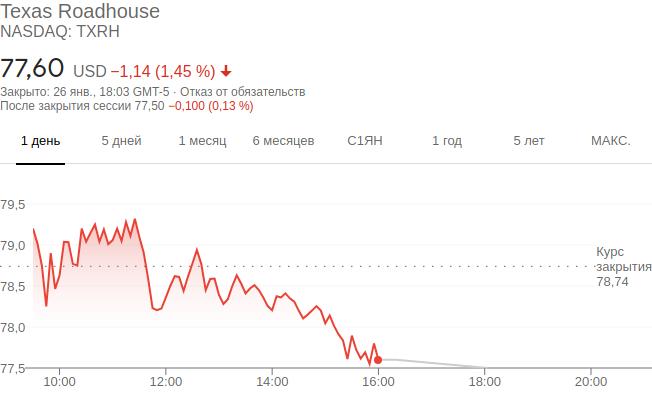 Texas Roadhouse
NASDAQ: TXRH
77,60 USD −1,14 (1,45 %)
Закрыто: 26 янв., 18:03 GMT-5 · Отказ от обязательств
После закрытия сессии 77,50 −0,100 (0,13 %)
1 день 5 дней 1 месяц 6 месяцев С1ЯН 1 год 5 лет МАКС.
79,5
79,0
Курс
закрытия
78,74
78,5
78,0
77,5
10:00 12:00 14:00 16:00 18:00 20:00